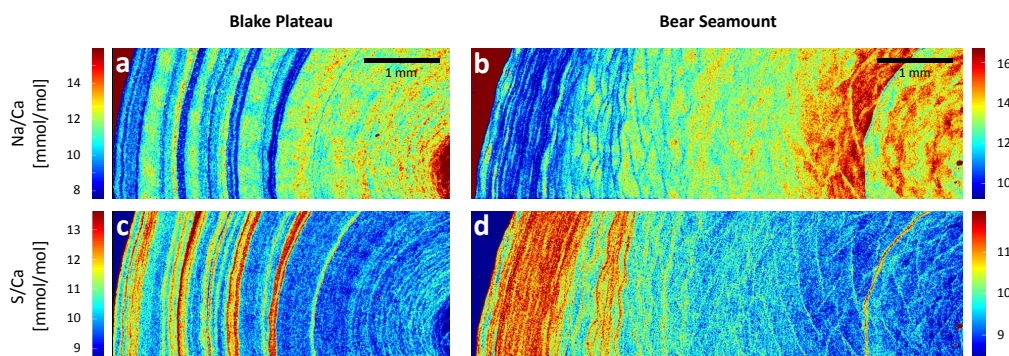 Blake Plateau
Bear Seamount
Na/Ca
[mmol/mol]
14
12
10
8
a
1 mm
b
1 mm
16
14
12
10
S/Ca
[mmol/mol]
13
12
11
10
9
c
d
11
10
9